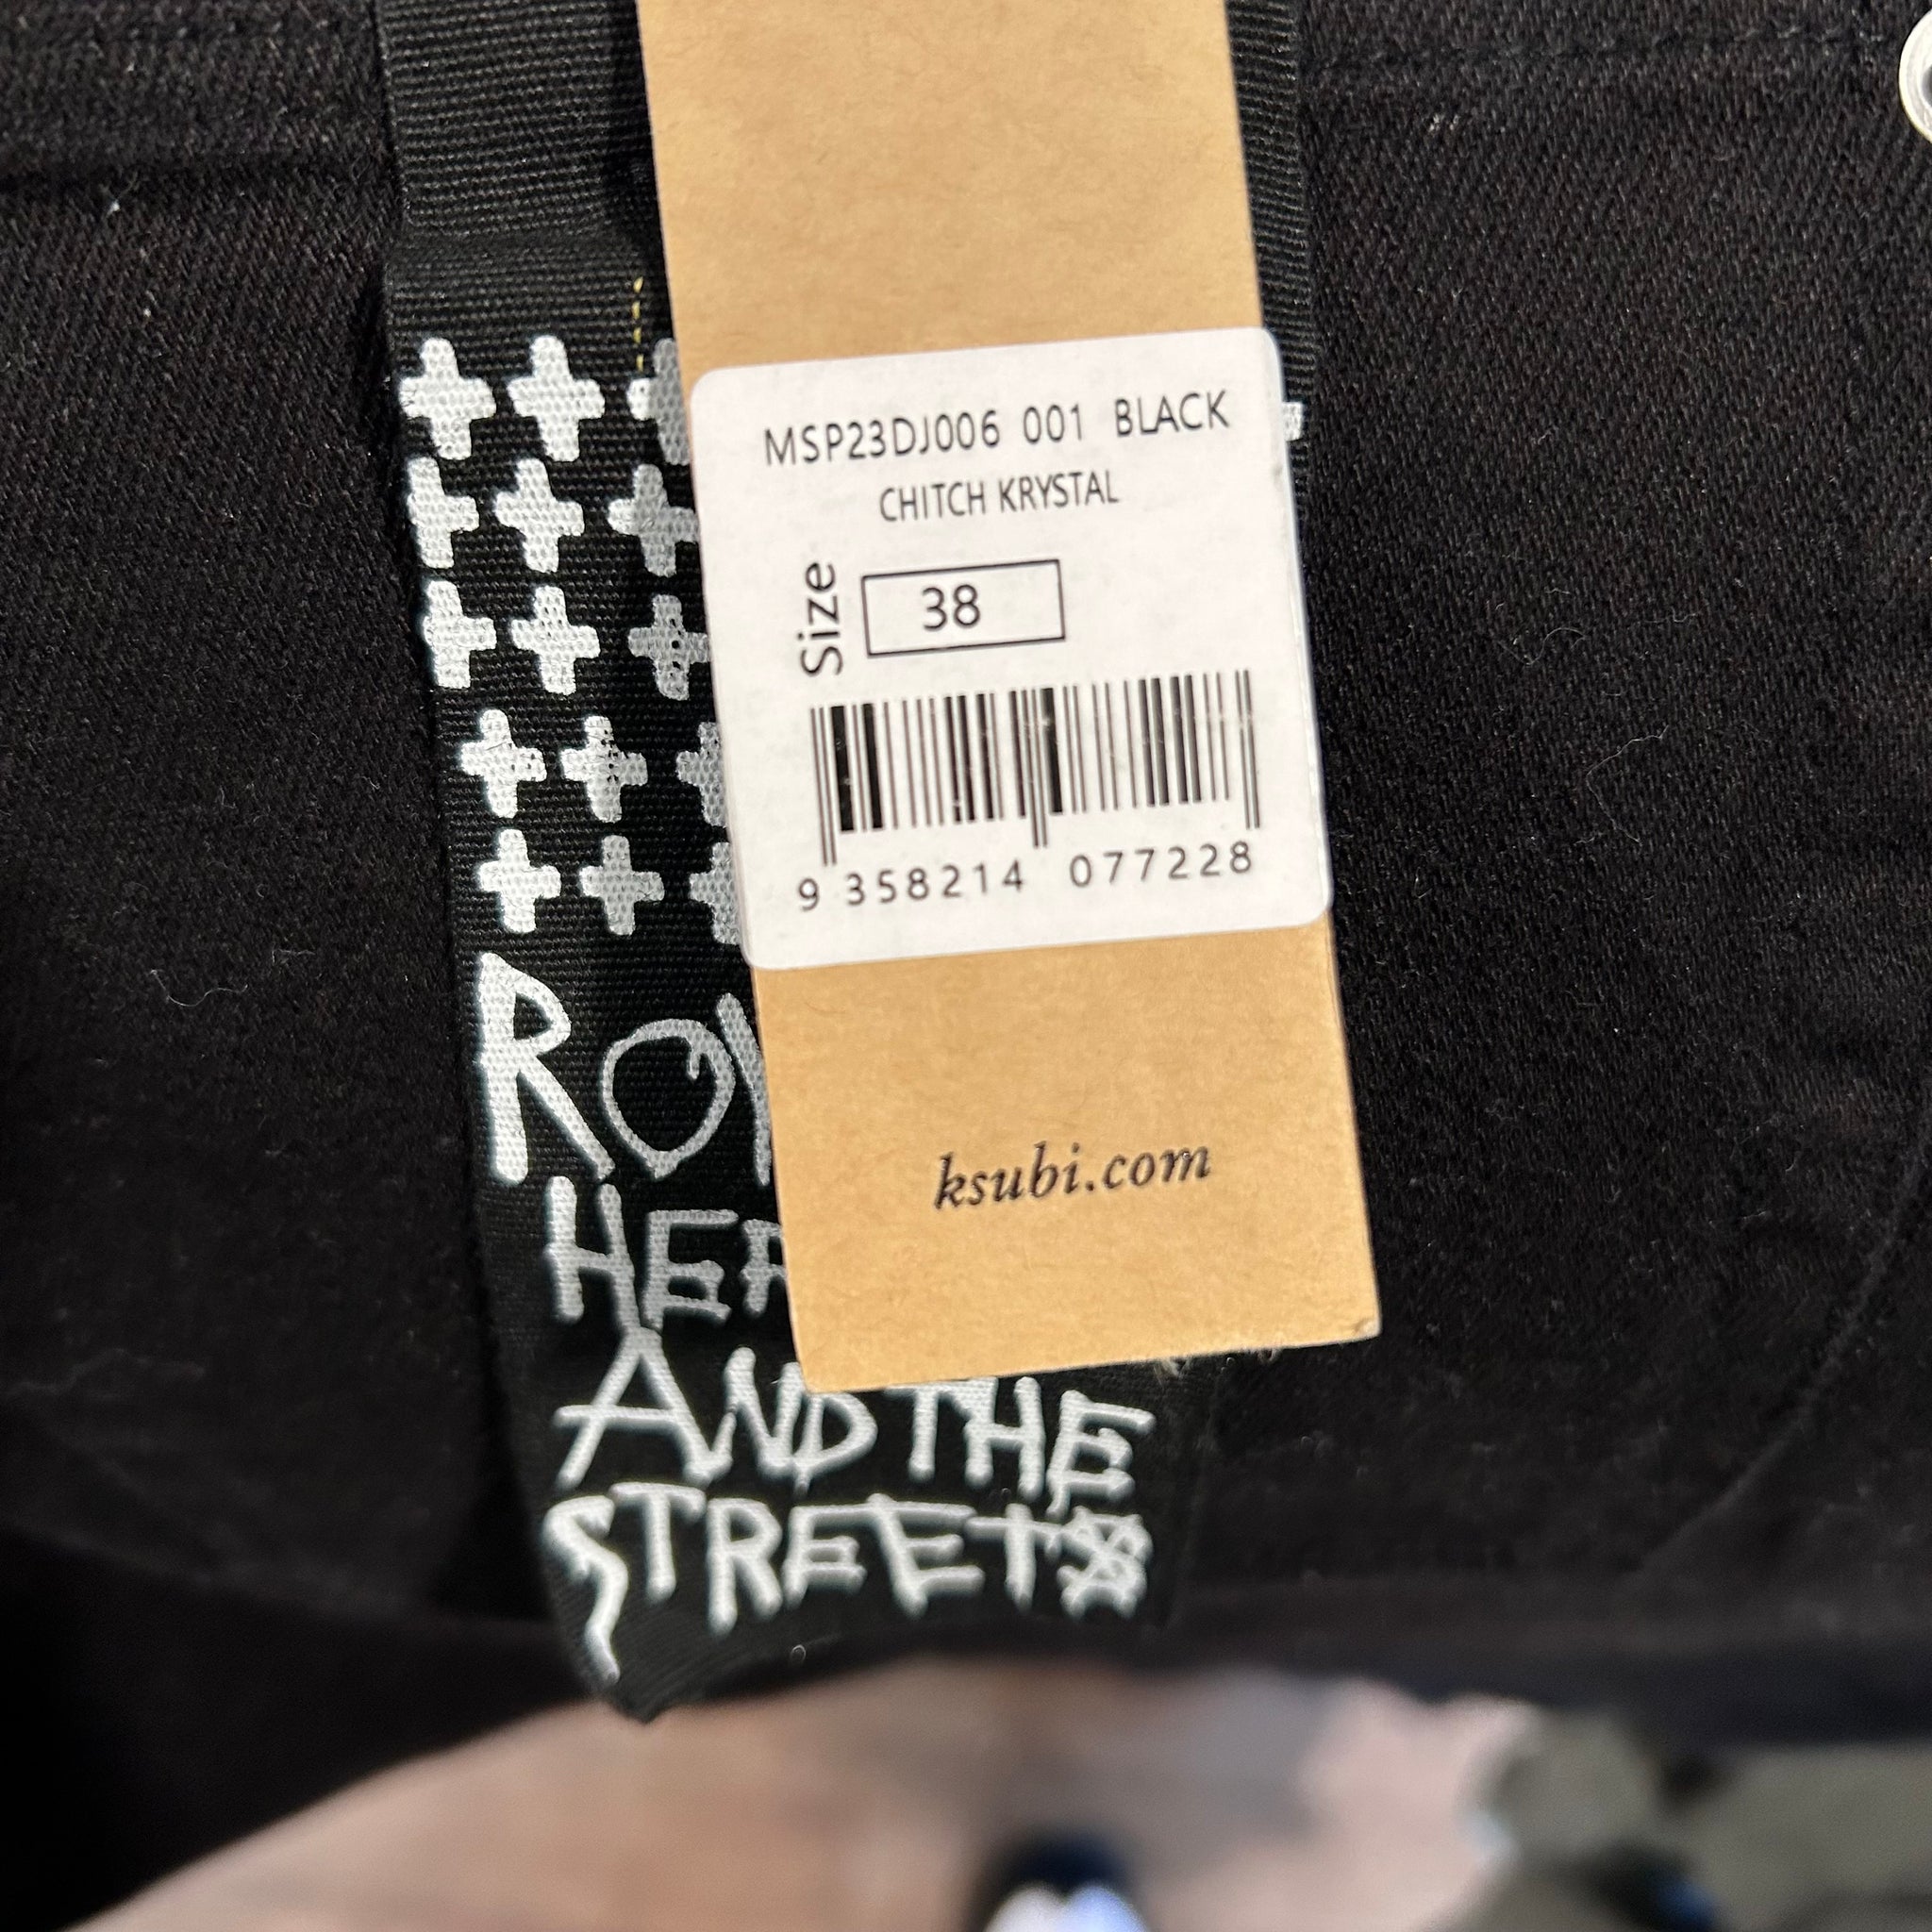 MSP23DJ006 001 BLACK
CHITCH KRYSTAL
Size 38
9 358214 077228
ksubi.com
AND THE
STREETS